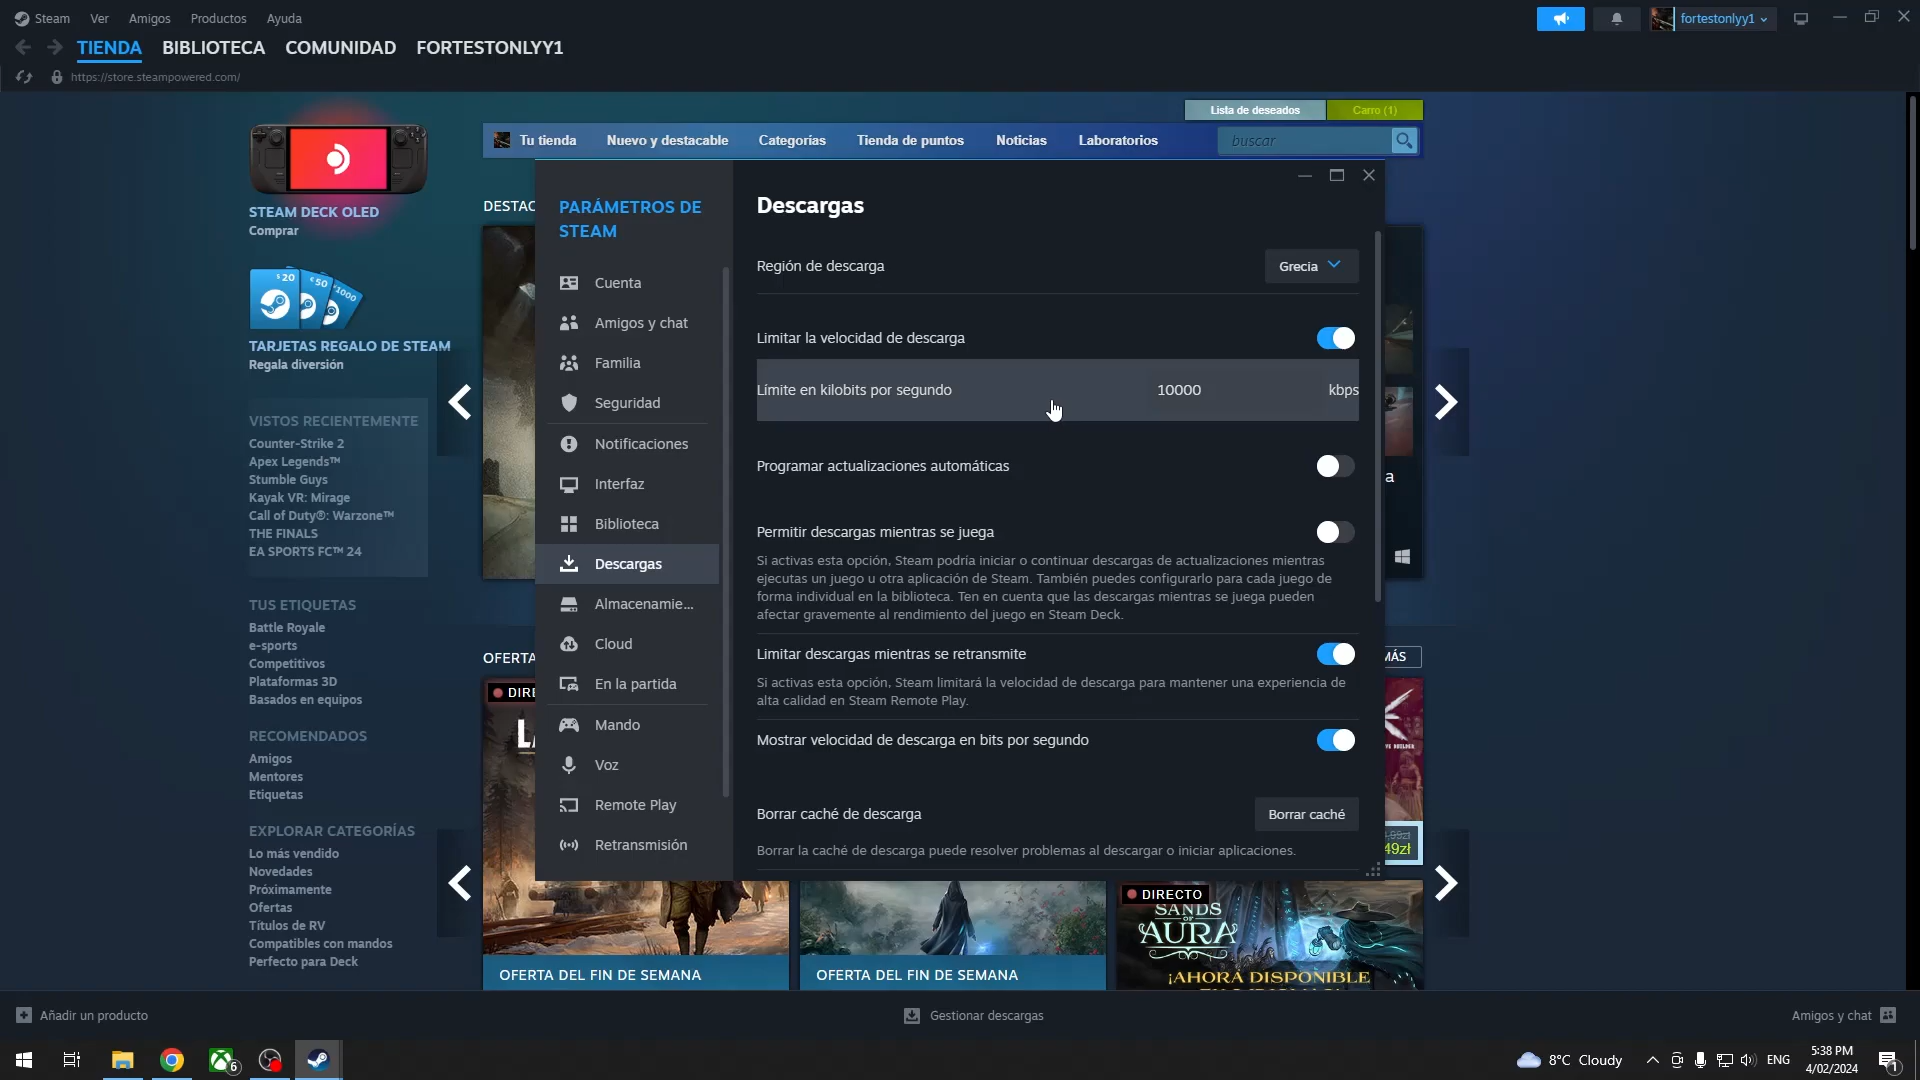 Steam Ver Amigos Productos Ayuda
fortestonlyy1
TIENDA BIBLIOTECA COMUNIDAD FORTESTONLYY1
https://store.steampowered.com/
Lista de deseados Carro (1)
Tu tienda Nuevo y destacable Categorías Tienda de puntos Noticias Laboratorios buscar
STEAM DECK OLED
Comprar
$ 20 € 50 ¥1000
TARJETAS REGALO DE STEAM
Regala diversión
VISTOS RECIENTEMENTE
Counter-Strike 2
Apex Legends™
Stumble Guys
Kayak VR: Mirage
Call of Duty®: Warzone™
THE FINALS
EA SPORTS FC™ 24
TUS ETIQUETAS
Battle Royale
e-sports
Competitivos
Plataformas 3D
Basados en equipos
RECOMENDADOS
Amigos
Mentores
Etiquetas
EXPLORAR CATEGORÍAS
Lo más vendido
Novedades
Próximamente
Ofertas
Títulos de RV
Compatibles con mandos
Perfecto para Deck
DESTAC
OFERTA
DIRE
PARÁMETROS DE
STEAM
Cuenta
Amigos y chat
Familia
Seguridad
Notificaciones
Interfaz
Biblioteca
Descargas
Almacenamie...
Cloud
En la partida
Mando
Voz
Remote Play
Retransmisión
Descargas
Región de descarga Grecia
Limitar la velocidad de descarga
Límite en kilobits por segundo 10000 kbps
Programar actualizaciones automáticas
Permitir descargas mientras se juega
Si activas esta opción, Steam podría iniciar o continuar descargas de actualizaciones mientras
ejecutas un juego u otra aplicación de Steam. También puedes configurarlo para cada juego de
forma individual en la biblioteca. Ten en cuenta que las descargas mientras se juega pueden
afectar gravemente al rendimiento del juego en Steam Deck.
Limitar descargas mientras se retransmite
Si activas esta opción, Steam limitará la velocidad de descarga para mantener una experiencia de
alta calidad en Steam Remote Play.
Mostrar velocidad de descarga en bits por segundo
Borrar caché de descarga Borrar caché
Borrar la caché de descarga puede resolver problemas al descargar o iniciar aplicaciones.
a
MÁS
49zł
OFERTA DEL FIN DE SEMANA
OFERTA DEL FIN DE SEMANA
DIRECTO
SANDS OF
AURA
¡AHORA DISPONIBLE
Añadir un producto Gestionar descargas Amigos y chat
6
8°C Cloudy ENG
5:38 PM
4/02/2024
1